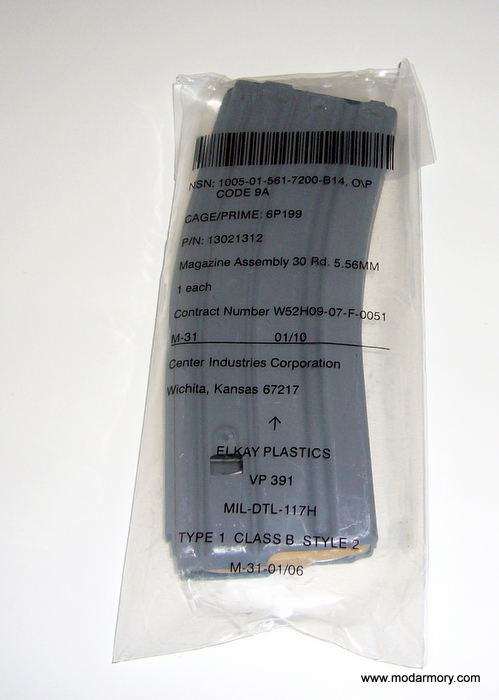 NSN: 1005-01-561-7200-B14, O\P
CODE 9A
CAGE/PRIME: 6P199
P/N: 13021312
Magazine Assembly 30 Rd. 5.56MM
1 each
Contract Number W52H09-07-F-0051
M-31 01/10
Center Industries Corporation
Wichita, Kansas 67217
ELKAY PLASTICS
VP 391
MIL-DTL-117H
TYPE 1 CLASS B STYLE 2
M-31-01/06
www.modarmory.com